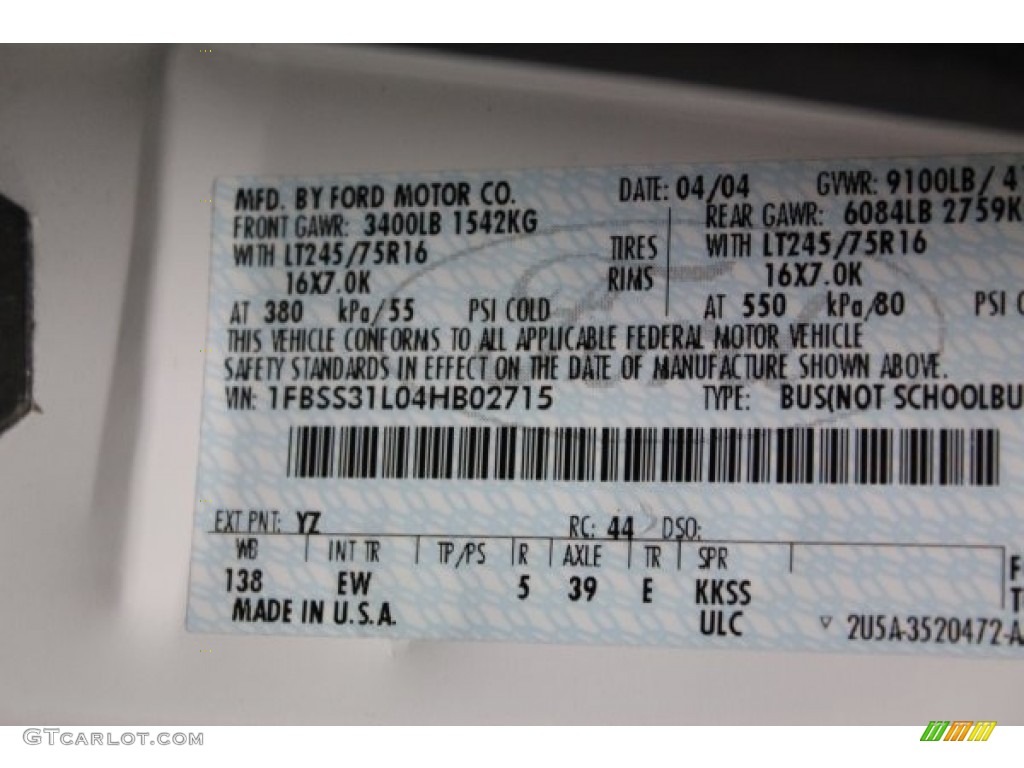 MFD. BY FORD MOTOR CO. DATE: 04/04 GVWR: 9100LB/ 41
FRONT GAWR: 3400LB 1542KG REAR GAWR: 6084LB 2759K
WITH LT245/75R16 TIRES WITH LT245/75R16
16X7.0K RIMS 16X7.0K
AT 380 kPa/55 PSI COLD AT 550 kPa/80 PSI C
THIS VEHICLE CONFORMS TO ALL APPLICABLE FEDERAL MOTOR VEHICLE
SAFETY STANDARDS IN EFFECT ON THE DATE OF MANUFACTURE SHOWN ABOVE.
VIN: 1FBSS31L04HB02715 TYPE: BUS(NOT SCHOOLBU
EXT PNT: YZ RC: 44 DSO:
WB INT TR TP/PS R AXLE TR SPR F
138 EW 5 39 E KKSS T
MADE IN U.S.A. ULC ▽ 2U5A-3520472-A
GTCarLot.com